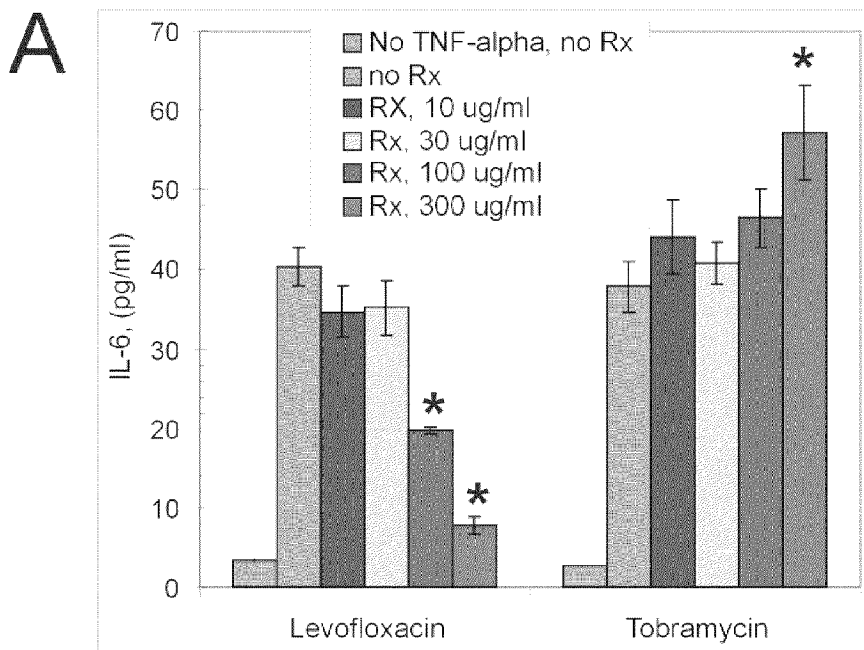 A
70
60
50
40
30
20
10
0
IL-6, (pg/ml)
No TNF-alpha, no Rx
no Rx
RX, 10 ug/ml
Rx, 30 ug/ml
Rx, 100 ug/ml
Rx, 300 ug/ml
*
*
*
Levofloxacin
Tobramycin